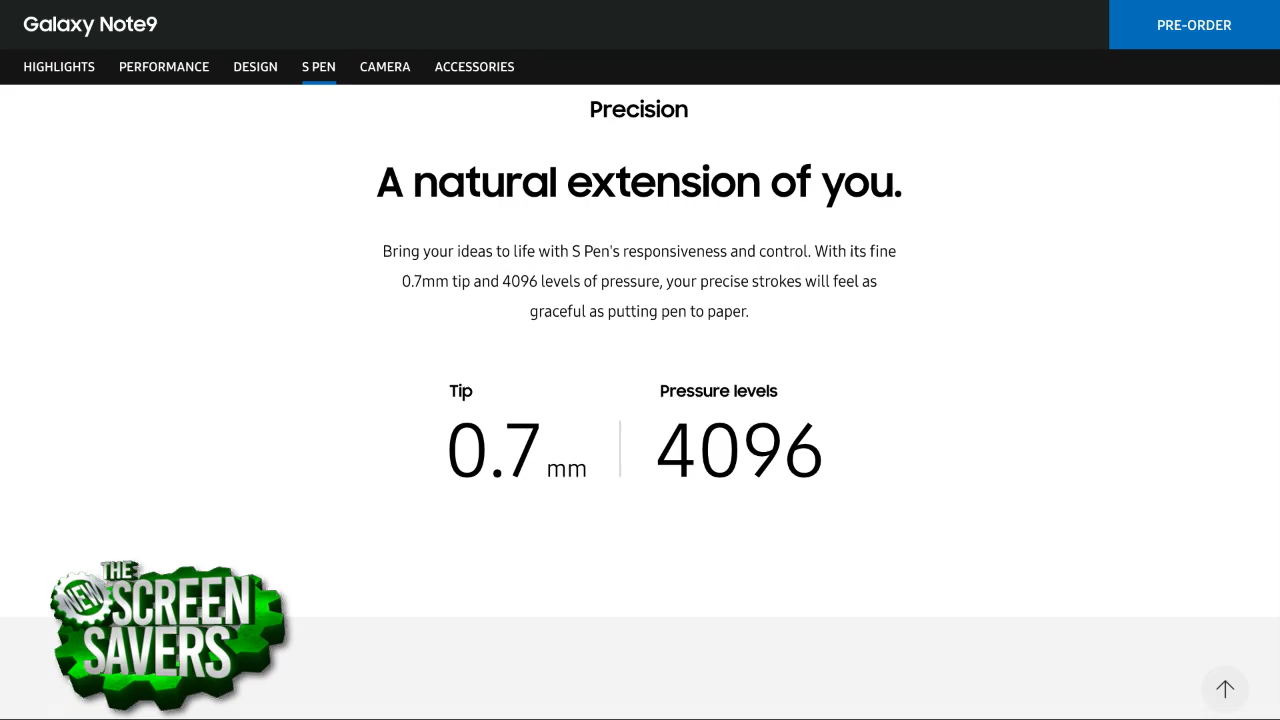 Galaxy Note9
PRE-ORDER
HIGHLIGHTS PERFORMANCE DESIGN S PEN CAMERA ACCESSORIES
Precision
A natural extension of you.
Bring your ideas to life with S Pen's responsiveness and control. With its fine
0.7mm tip and 4096 levels of pressure, your precise strokes will feel as
graceful as putting pen to paper.
Tip
0.7 mm
Pressure levels
4096
THE
NEW
SCREEN
SAVERS